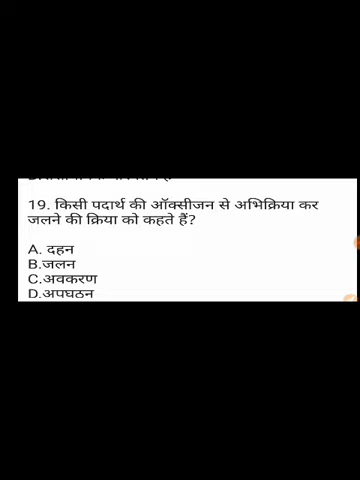 19. किसी पदार्थ की ऑक्सीजन से अभिक्रिया कर
जलने की क्रिया को कहते हैं?
A. दहन
B.जलन
C.अवकरण
D.अपघठन